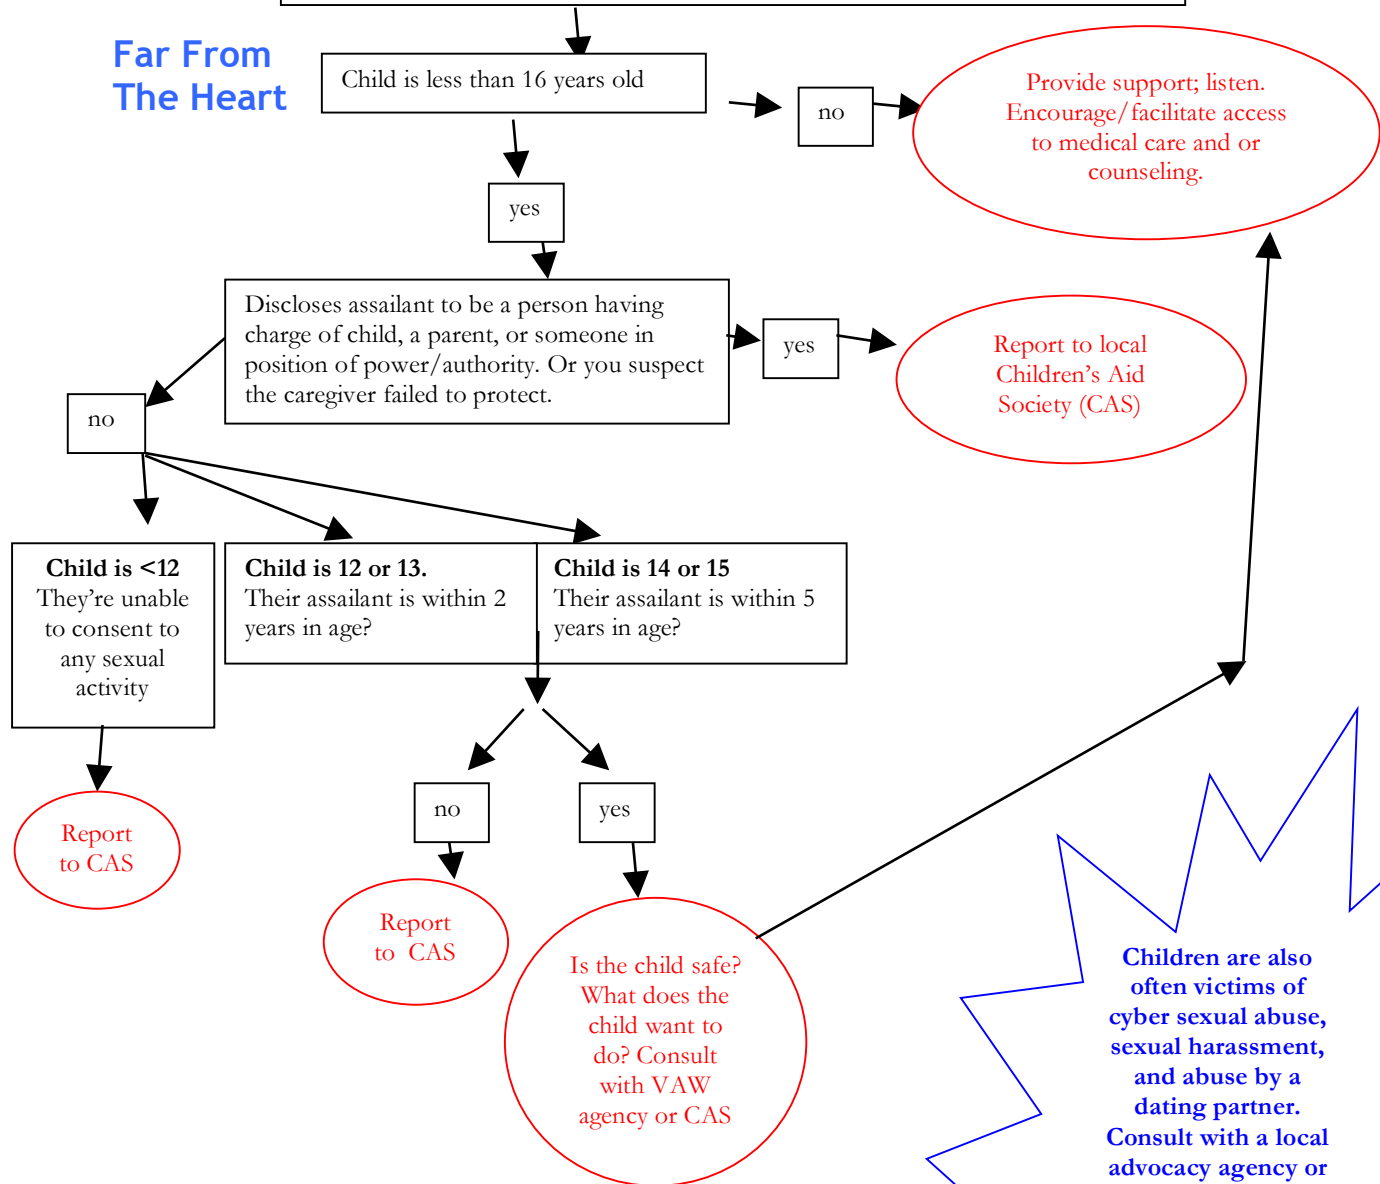 Far From
The Heart
Child is less than 16 years old
no
Provide support; listen.
Encourage/facilitate access
to medical care and or
counseling.
yes
Discloses assailant to be a person having
charge of child, a parent, or someone in
position of power/authority. Or you suspect
the caregiver failed to protect.
yes
Report to local
Children’s Aid
Society (CAS)
no
Child is <12
They’re unable
to consent to
any sexual
activity
Child is 12 or 13.
Their assailant is within 2
years in age?
Child is 14 or 15
Their assailant is within 5
years in age?
no
yes
Report
to CAS
Report
to  CAS
Is the child safe?
What does the
child want to
do? Consult
with VAW
agency or CAS
Children are also
often victims of
cyber sexual abuse,
sexual harassment,
and abuse by a
dating partner.
Consult with a local
advocacy agency or